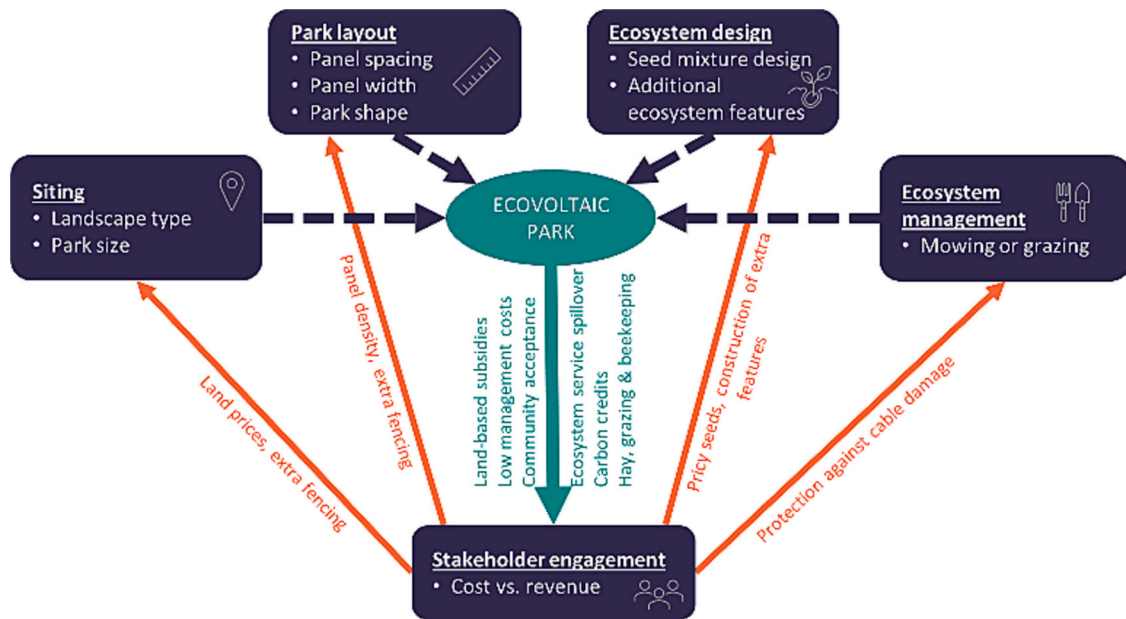 Park layout
• Panel spacing
• Panel width
• Park shape
Ecosystem design
• Seed mixture design
• Additional
ecosystem features
Siting
• Landscape type
• Park size
ECOVOLTAIC
PARK
Ecosystem
management
• Mowing or grazing
Land prices, extra fencing
Panel density, extra fencing
Land-based subsidies
Low management costs
Community acceptance
Ecosystem service spillover
Carbon credits
Hay, grazing & beekeeping
Pricy seeds, construction of extra
features
Protection against cable damage
Stakeholder engagement
• Cost vs. revenue